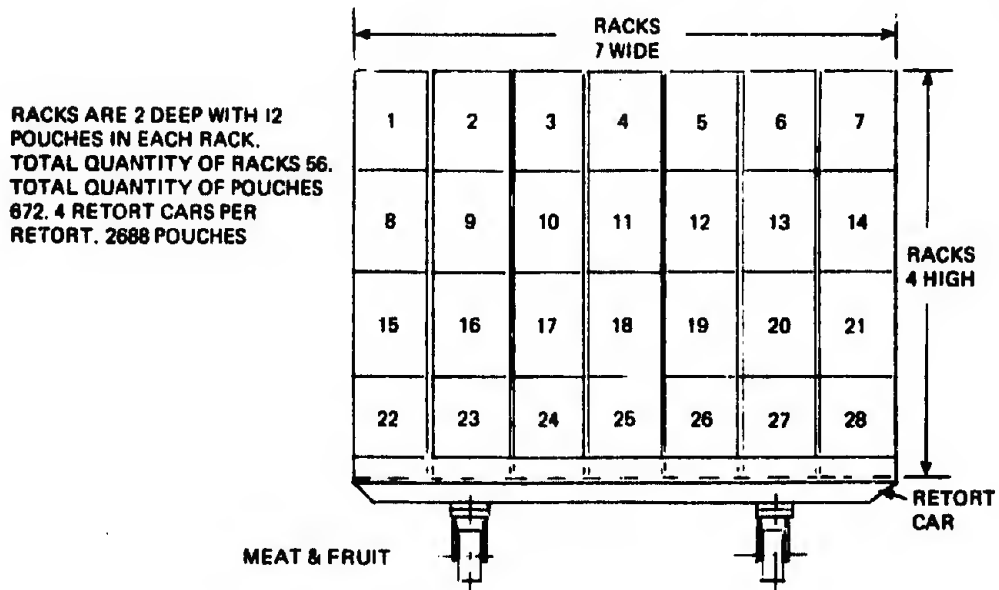 RACKS
7 WIDE
RACKS ARE 2 DEEP WITH 12
POUCHES IN EACH RACK.
TOTAL QUANTITY OF RACKS 56.
TOTAL QUANTITY OF POUCHES
672. 4 RETORT CARS PER
RETORT. 2688 POUCHES
1 2 3 4 5 6 7
8 9 10 11 12 13 14
RACKS
4 HIGH
15 16 17 18 19 20 21
22 23 24 25 26 27 28
RETORT
CAR
MEAT & FRUIT